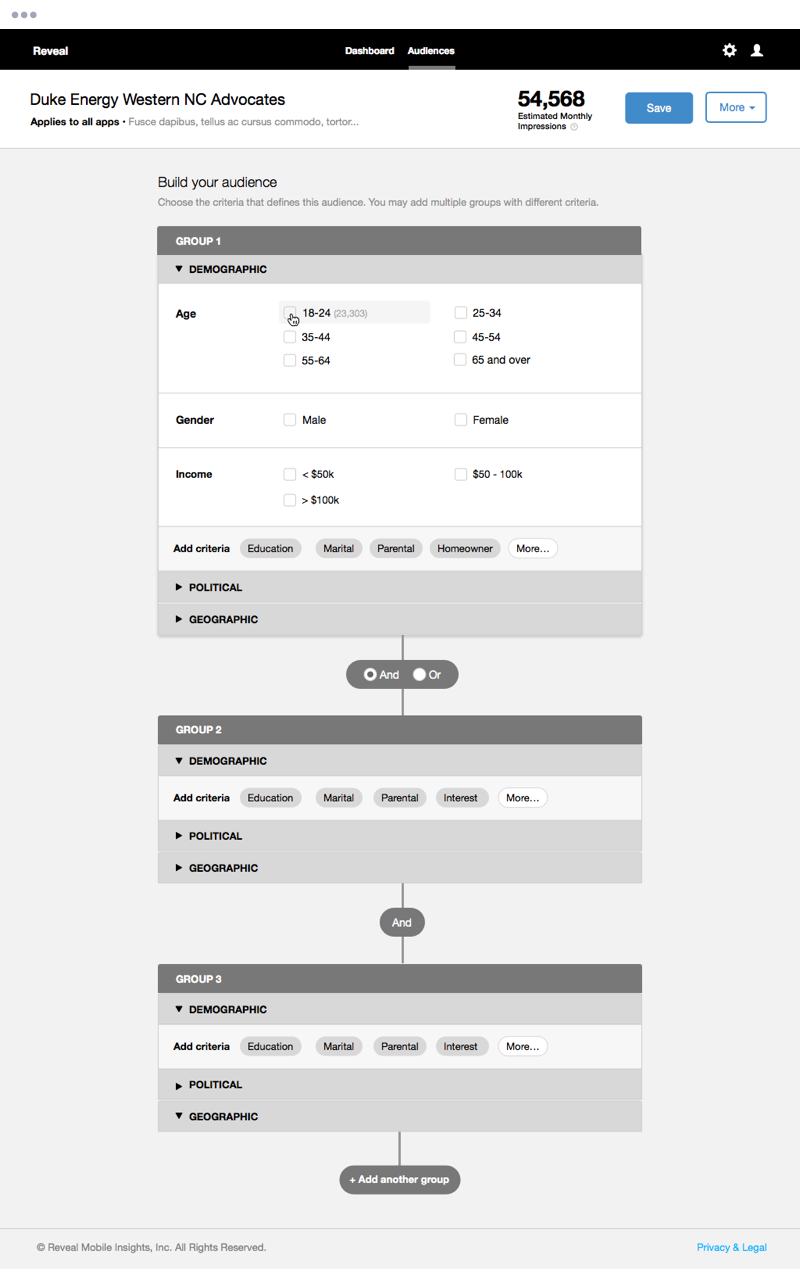 Reveal Dashboard Audiences
Duke Energy Western NC Advocates
Applies to all apps • Fusce dapibus, tellus ac cursus commodo, tortor...
54,568
Estimated Monthly
Impressions ?
Save More
Build your audience
Choose the criteria that defines this audience. You may add multiple groups with different criteria.
GROUP 1
DEMOGRAPHIC
Age 18-24 (23,303) 25-34
35-44 45-54
55-64 65 and over
Gender Male Female
Income < $50k $50 - 100k
> $100k
Add criteria Education Marital Parental Homeowner More...
POLITICAL
GEOGRAPHIC
And Or
GROUP 2
DEMOGRAPHIC
Add criteria Education Marital Parental Interest More...
POLITICAL
GEOGRAPHIC
And
GROUP 3
DEMOGRAPHIC
Add criteria Education Marital Parental Interest More...
POLITICAL
GEOGRAPHIC
+ Add another group
© Reveal Mobile Insights, Inc. All Rights Reserved. Privacy & Legal